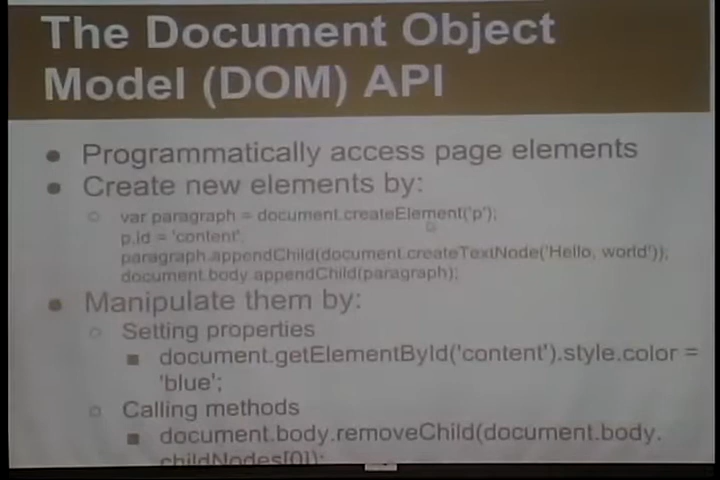 The Document Object
Model (DOM) API
Programmatically access page elements
Create new elements by:
var paragraph = document.createElement('p');
p.id = 'content';
paragraph.appendChild(document.createTextNode('Hello, world'));
document.body.appendChild(paragraph);
Manipulate them by:
Setting properties
document.getElementById('content').style.color =
'blue';
Calling methods
document.body.removeChild(document.body.
childNodes[0]);